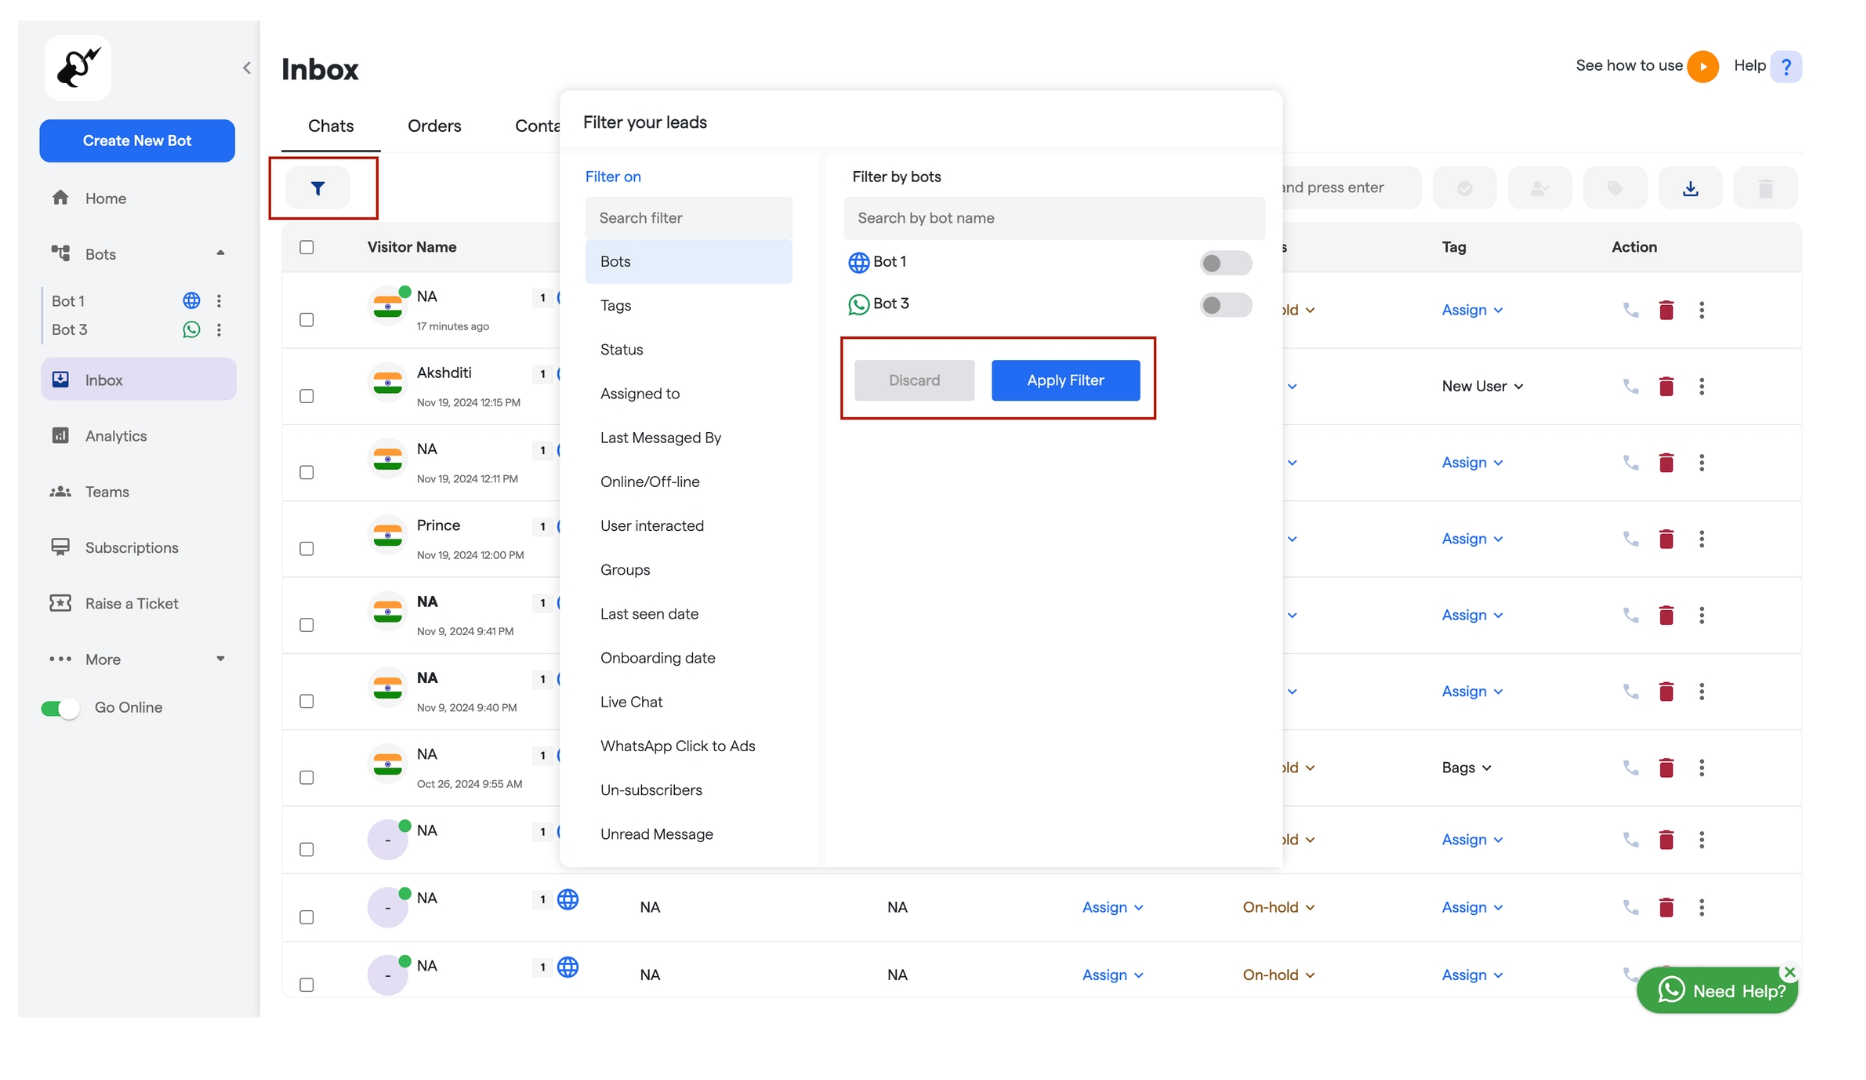 Inbox
See how to use
Help ?
Create New Bot
Home
Bots
Bot 1
Bot 3
Inbox
Analytics
Teams
Subscriptions
Raise a Ticket
More
Go Online
Chats Orders Conta
and press enter
Visitor Name s Tag Action
NA 1
17 minutes ago
ld Assign
Akshditi 1
Nov 19, 2024 12:15 PM
New User
NA 1
Nov 19, 2024 12:11 PM
Assign
Prince 1
Nov 19, 2024 12:00 PM
Assign
NA 1
Nov 9, 2024 9:41 PM
Assign
NA 1
Nov 9, 2024 9:40 PM
Assign
NA 1
Oct 26, 2024 9:55 AM
ld Bags
- NA 1
ld Assign
- NA 1 NA NA Assign On-hold Assign
- NA 1 NA NA Assign On-hold Assign
Filter your leads
Filter on
Search filter
Bots
Tags
Status
Assigned to
Last Messaged By
Online/Off-line
User interacted
Groups
Last seen date
Onboarding date
Live Chat
WhatsApp Click to Ads
Un-subscribers
Unread Message
Filter by bots
Search by bot name
Bot 1
Bot 3
Discard Apply Filter
Need Help?